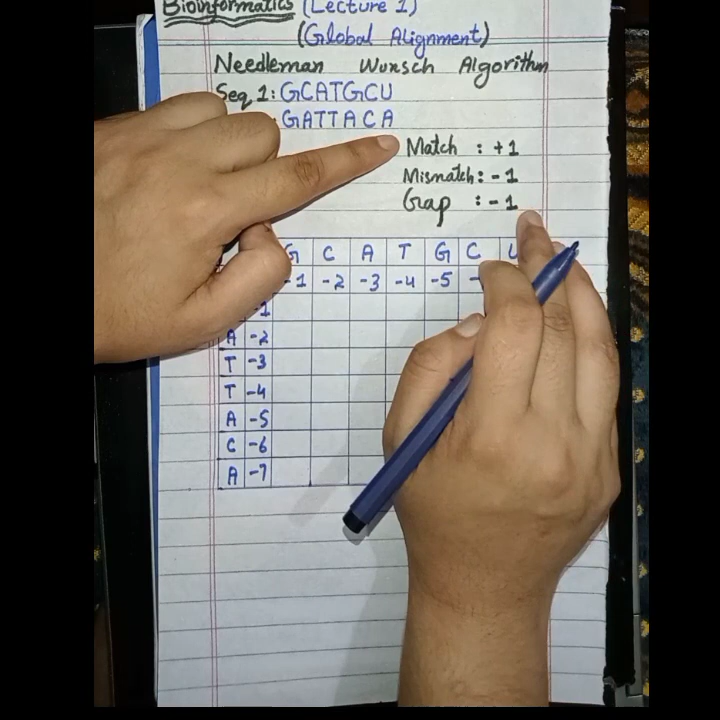 Bioinformatics (Lecture 1)
(Global Alignment)
Needleman Wunsch Algorithm
Seq 1: GCATGCU
: GATTACA
Match : +1
Mismatch: -1
Gap : -1
G C A T G C U
-1 -2 -3 -4 -5
-1
A -2
T -3
T -4
A -5
C -6
A -7